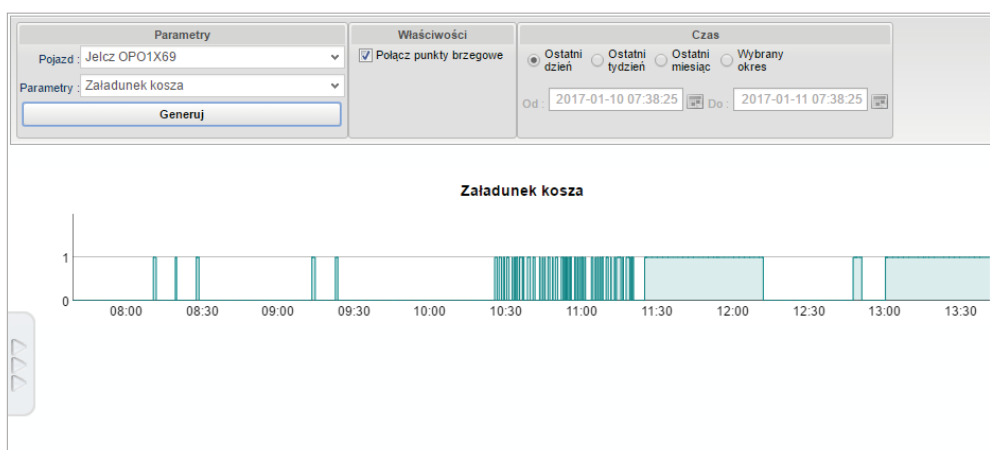 Parametry
Pojazd : Jelcz OPO1X69
Parametry : Załadunek kosza
Generuj
Właściwości
Połącz punkty brzegowe
Czas
Ostatni dzień
Ostatni tydzień
Ostatni miesiąc
Wybrany okres
Od : 2017-01-10 07:38:25 Do : 2017-01-11 07:38:25
Załadunek kosza
1
0
08:00 08:30 09:00 09:30 10:00 10:30 11:00 11:30 12:00 12:30 13:00 13:30